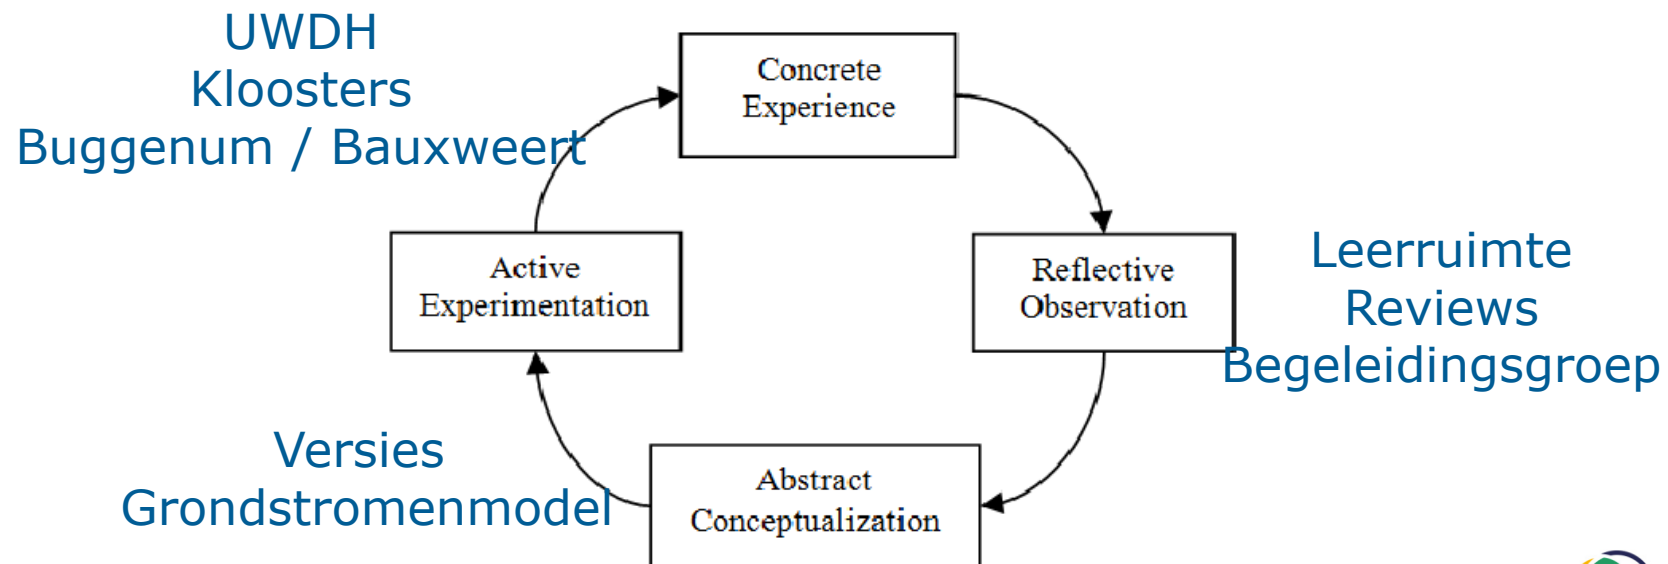 UWDH
Kloosters
Buggenum / Bauxweert
Concrete
Experience
Active
Experimentation
Reflective
Observation
Leerruimte
Reviews
Begeleidingsgroep
Versies
Grondstromenmodel
Abstract
Conceptualization